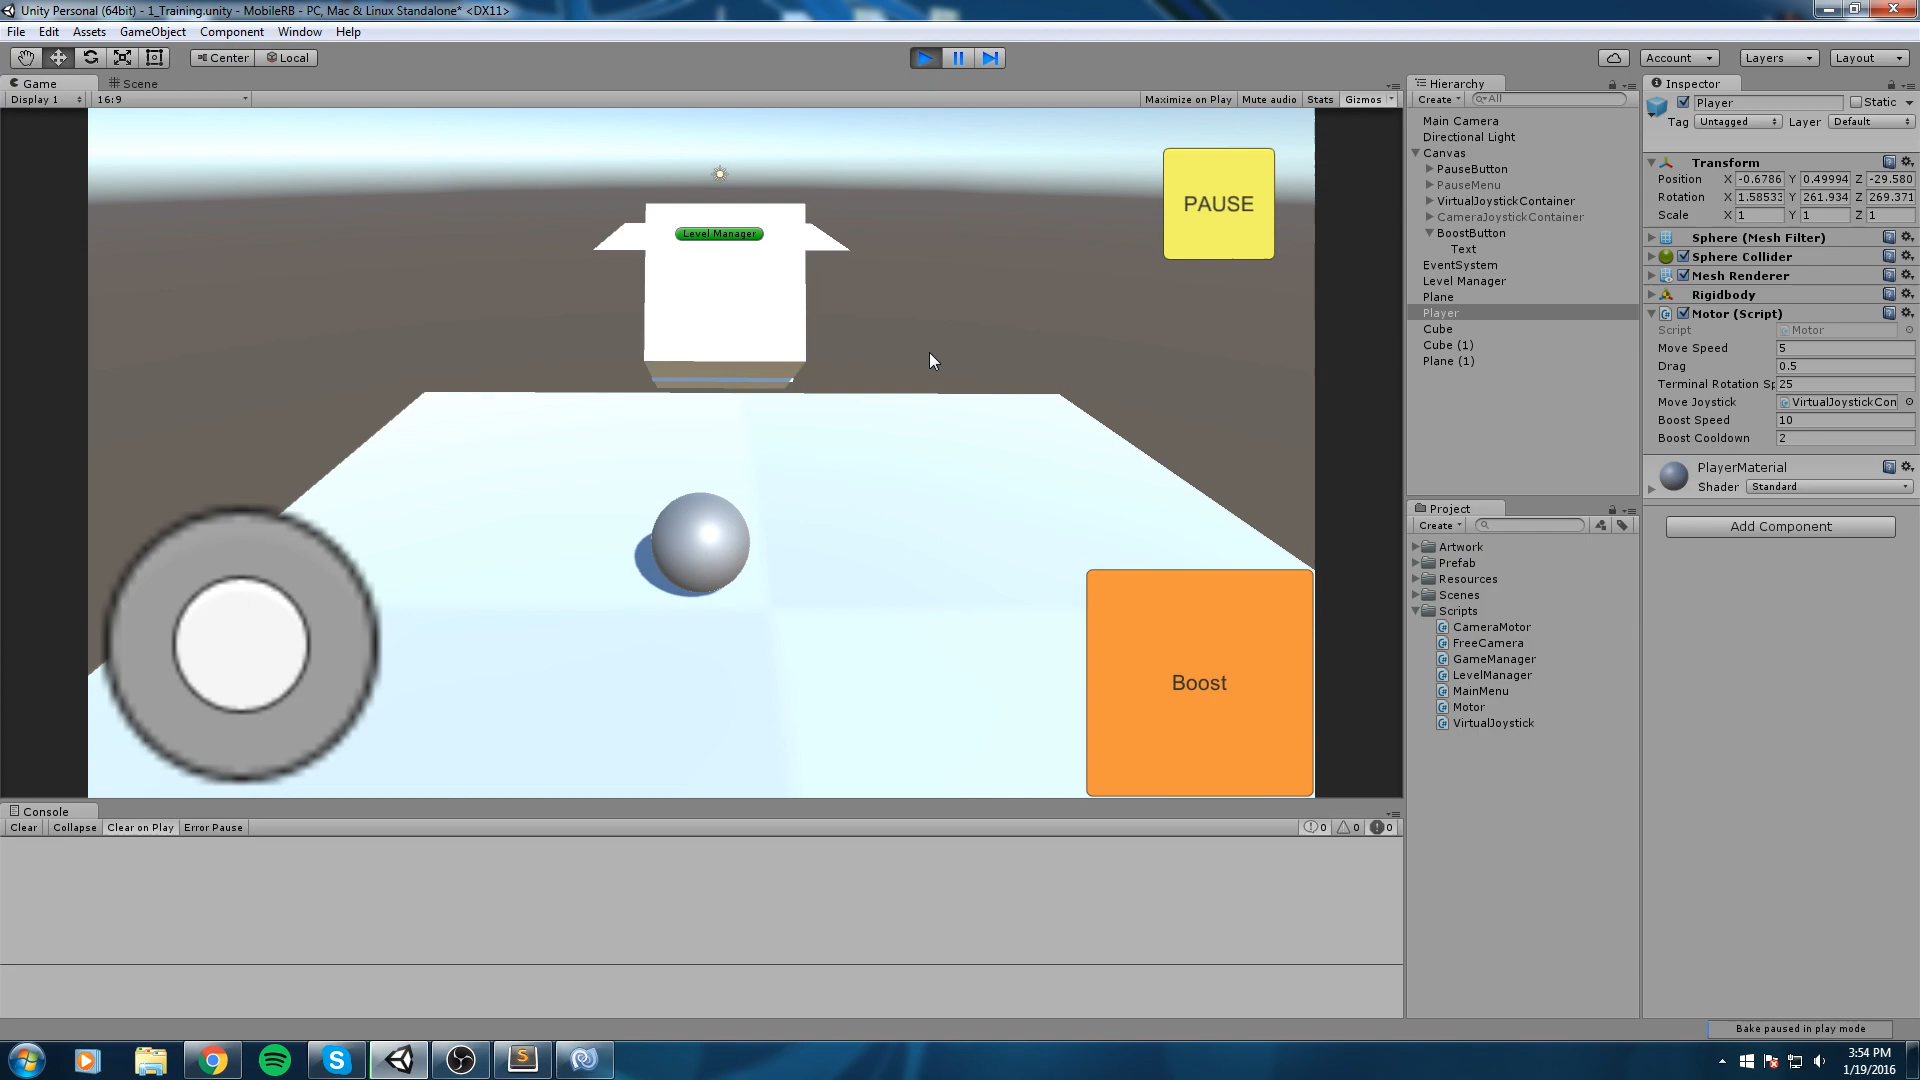 Unity Personal (64bit) - 1_Training.unity - MobileRB - PC, Mac & Linux Standalone* <DX11>
File Edit Assets GameObject Component Window Help
Center Local Account Layers Layout
Game Scene
Display 1 16:9 Maximize on Play Mute audio Stats Gizmos
PAUSE
Level Manager
Boost
Console
Clear Collapse Clear on Play Error Pause 0 0 0
Hierarchy
Create All
Main Camera
Directional Light
Canvas
PauseButton
PauseMenu
VirtualJoystickContainer
CameraJoystickContainer
BoostButton
Text
EventSystem
Level Manager
Plane
Player
Cube
Cube (1)
Plane (1)
Project
Create
Artwork
Prefab
Resources
Scenes
Scripts
CameraMotor
FreeCamera
GameManager
LevelManager
MainMenu
Motor
VirtualJoystick
Inspector
Player Static
Tag Untagged Layer Default
Transform
Position X -0.6786 Y 0.49994 Z -29.580
Rotation X 1.58533 Y 261.934 Z 269.371
Scale X 1 Y 1 Z 1
Sphere (Mesh Filter)
Sphere Collider
Mesh Renderer
Rigidbody
Motor (Script)
Script Motor
Move Speed 5
Drag 0.5
Terminal Rotation Sp 25
Move Joystick VirtualJoystickCon
Boost Speed 10
Boost Cooldown 2
PlayerMaterial
Shader Standard
Add Component
Bake paused in play mode
3:54 PM
1/19/2016